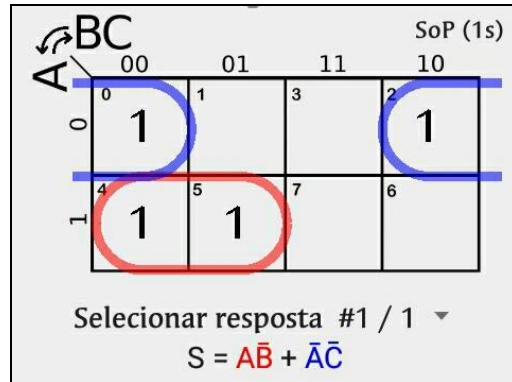 BC SoP (1s)
A 00 01 11 10
0 0 1 1 3 2 1
1 4 1 5 1 7 6
Selecionar resposta #1 / 1
S = AB̄ + ĀC̄